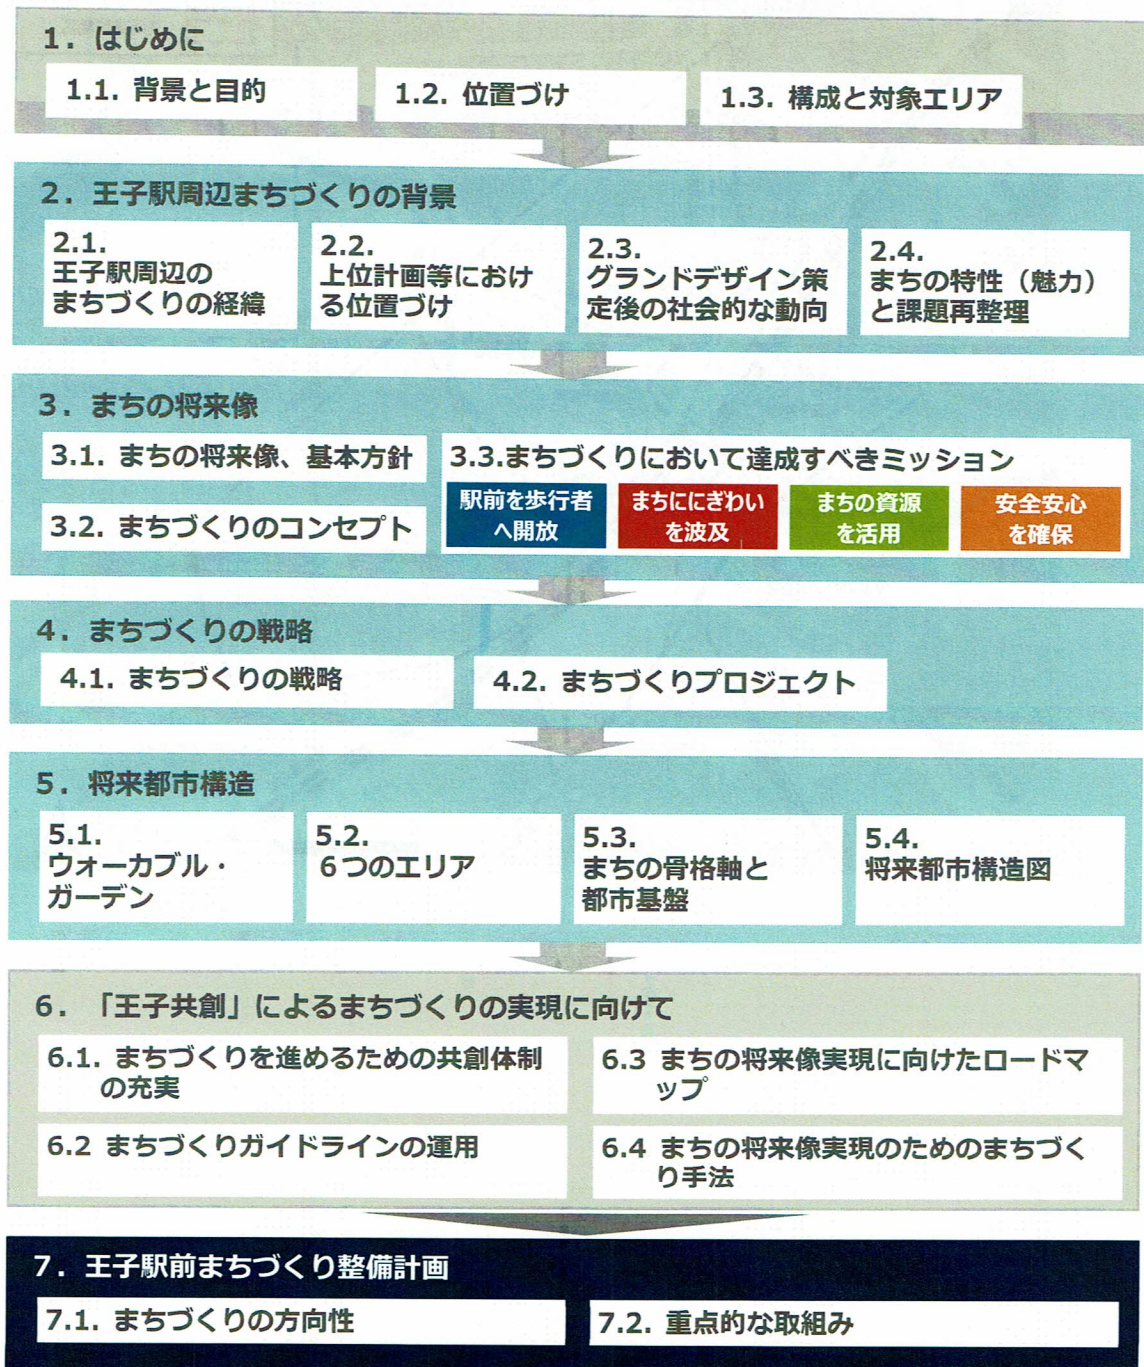 1. はじめに
1.1. 背景と目的
1.2. 位置づけ
1.3. 構成と対象エリア
2. 王子駅周辺まちづくりの背景
2.1.
王子駅周辺の
まちづくりの経緯
2.2.
上位計画等におけ
る位置づけ
2.3.
グランドデザイン策
定後の社会的な動向
2.4.
まちの特性（魅力）
と課題再整理
3. まちの将来像
3.1. まちの将来像、基本方針
3.2. まちづくりのコンセプト
3.3.まちづくりにおいて達成すべきミッション
駅前を歩行者
へ開放
まちににぎわい
を波及
まちの資源
を活用
安全安心
を確保
4. まちづくりの戦略
4.1. まちづくりの戦略
4.2. まちづくりプロジェクト
5. 将来都市構造
5.1.
ウォーカブル・
ガーデン
5.2.
６つのエリア
5.3.
まちの骨格軸と
都市基盤
5.4.
将来都市構造図
6. 「王子共創」によるまちづくりの実現に向けて
6.1. まちづくりを進めるための共創体制
の充実
6.2 まちづくりガイドラインの運用
6.3 まちの将来像実現に向けたロードマ
ップ
6.4 まちの将来像実現のためのまちづく
り手法
7. 王子駅前まちづくり整備計画
7.1. まちづくりの方向性
7.2. 重点的な取組み